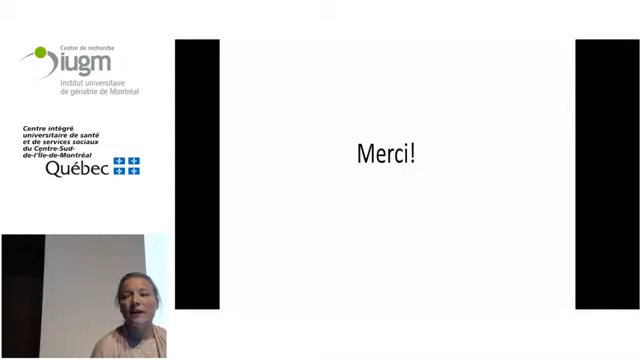 Centre de recherche
iugm
Institut universitaire
de gériatrie de Montréal
Centre intégré
universitaire de santé
et de services sociaux
du Centre-Sud-
de-l'Île-de-Montréal
Québec
Merci!